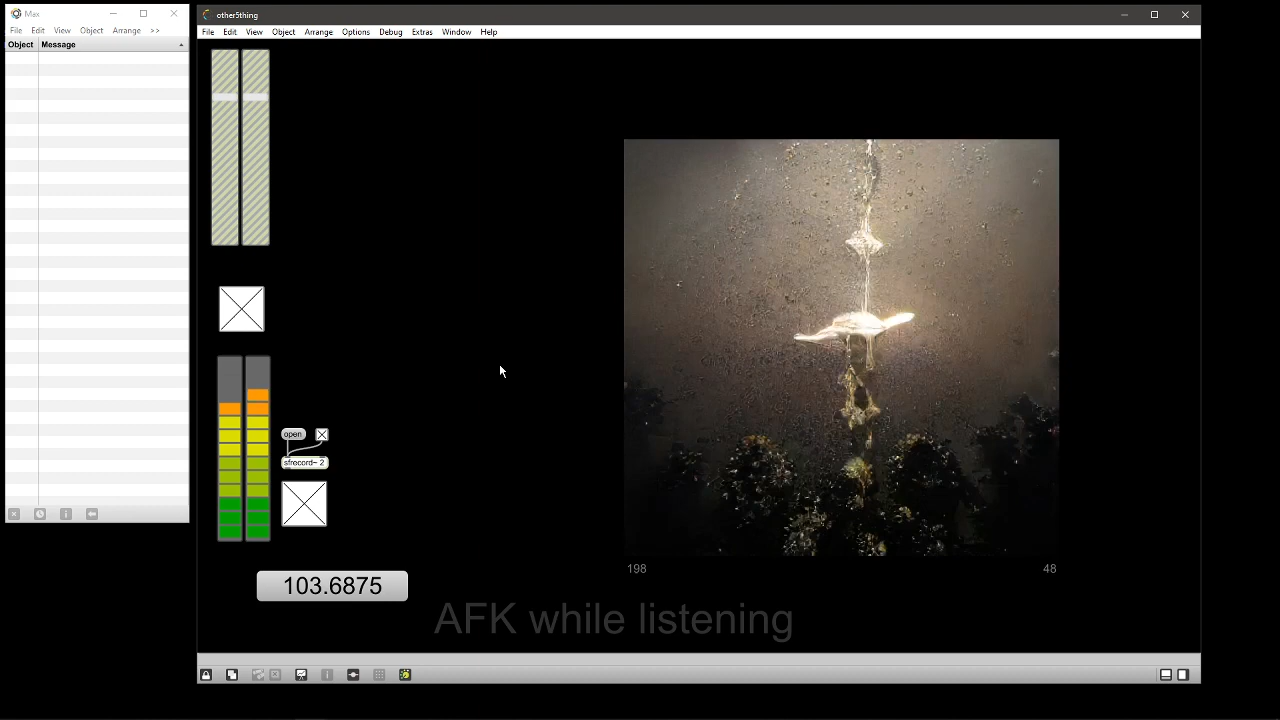 Max
File Edit View Object Arrange >>
Object Message
other5thing
File Edit View Object Arrange Options Debug Extras Window Help
open
sfrecord~ 2
103.6875
198
48
AFK while listening